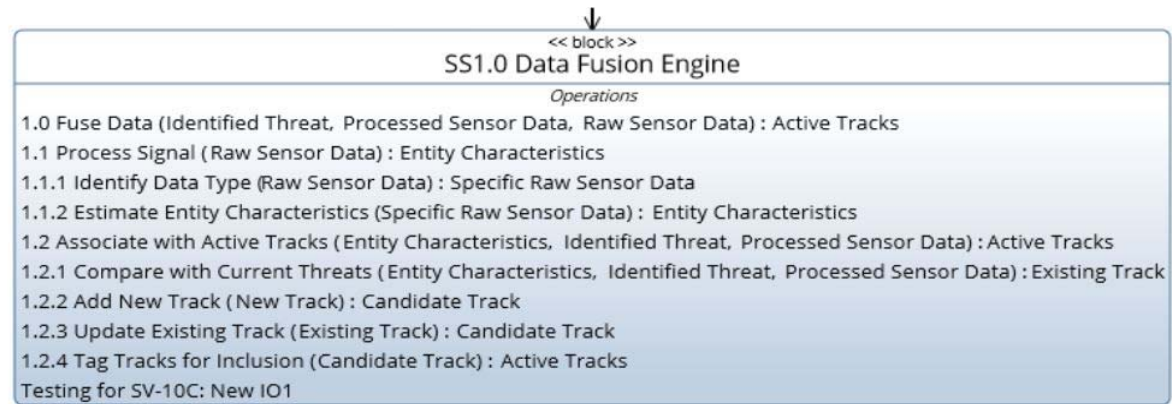 << block >>
SS1.0 Data Fusion Engine
Operations
1.0 Fuse Data (Identified Threat, Processed Sensor Data, Raw Sensor Data) : Active Tracks
1.1 Process Signal (Raw Sensor Data) : Entity Characteristics
1.1.1 Identify Data Type (Raw Sensor Data) : Specific Raw Sensor Data
1.1.2 Estimate Entity Characteristics (Specific Raw Sensor Data) : Entity Characteristics
1.2 Associate with Active Tracks (Entity Characteristics, Identified Threat, Processed Sensor Data) : Active Tracks
1.2.1 Compare with Current Threats (Entity Characteristics, Identified Threat, Processed Sensor Data) : Existing Track
1.2.2 Add New Track (New Track) : Candidate Track
1.2.3 Update Existing Track (Existing Track) : Candidate Track
1.2.4 Tag Tracks for Inclusion (Candidate Track) : Active Tracks
Testing for SV-10C: New IO1